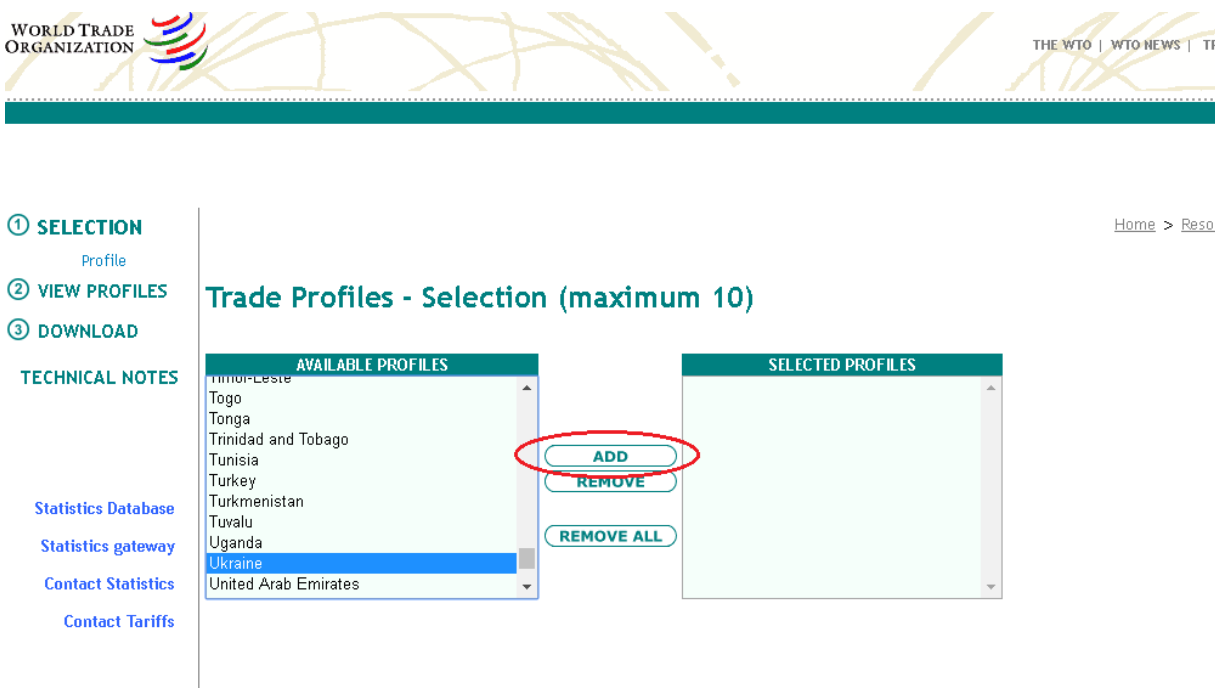 WORLD TRADE
ORGANIZATION
THE WTO | WTO NEWS |
1 SELECTION
Profile
2 VIEW PROFILES
3 DOWNLOAD
TECHNICAL NOTES
Statistics Database
Statistics gateway
Contact Statistics
Contact Tariffs
Home >
Trade Profiles - Selection (maximum 10)
AVAILABLE PROFILES
Timor-Leste
Togo
Tonga
Trinidad and Tobago
Tunisia
Turkey
Turkmenistan
Tuvalu
Uganda
Ukraine
United Arab Emirates
ADD
REMOVE
REMOVE ALL
SELECTED PROFILES